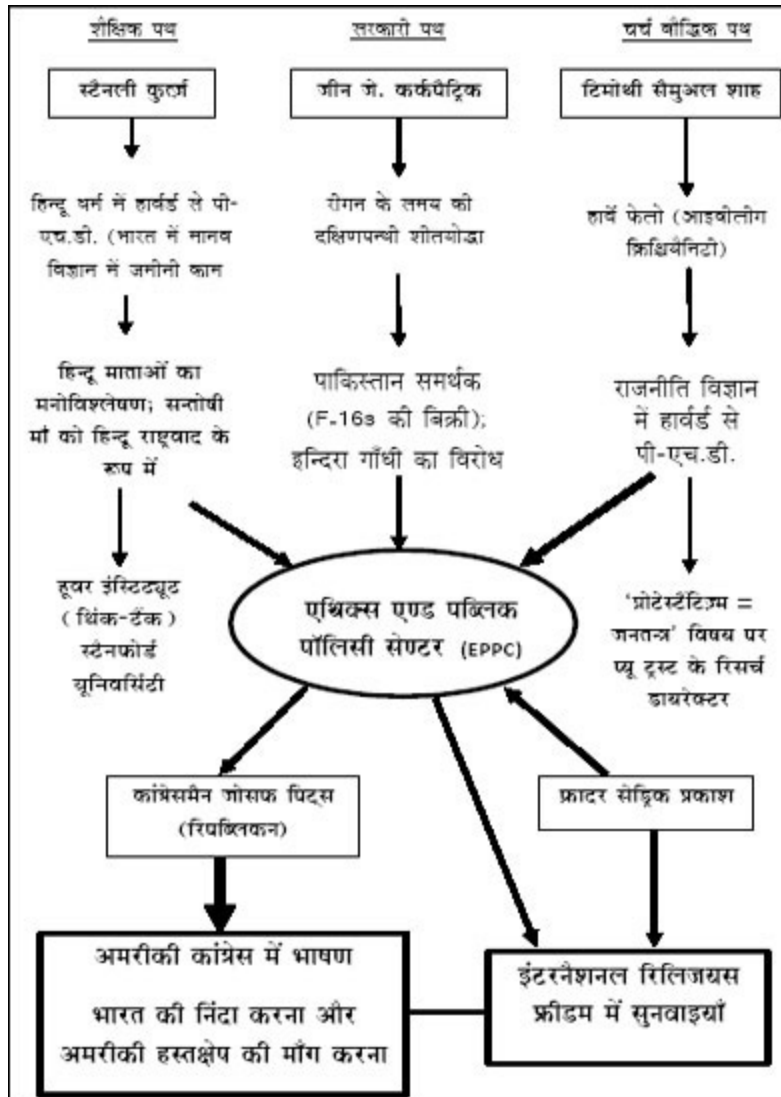 शैक्षिक पथ
सरकारी पथ
चर्च बौद्धिक पथ
स्टैनली कुर्त्ज़
जीन जे. कर्कपैट्रिक
टिमोथी सैमुअल शाह
हिन्दू धर्म में हार्वर्ड से पी-
एच.डी. (भारत में मानव
विज्ञान में जमीनी काम
रीगन के समय की
दक्षिणपन्थी शीतयोद्धा
हार्वे फेलो (आइवीलीग
क्रिश्चियैनिटी)
हिन्दू माताओं का
मनोविश्लेषण; सन्तोषी
माँ को हिन्दू राष्ट्रवाद के
रूप में
पाकिस्तान समर्थक
(F-16s की बिक्री);
इन्दिरा गाँधी का विरोध
राजनीति विज्ञान
में हार्वर्ड से
पी-एच.डी.
हूवर इंस्टिट्यूट
(थिंक-टैंक)
स्टैनफोर्ड
यूनिवर्सिटी
एथिक्स एण्ड पब्लिक
पॉलिसी सेण्टर (EPPC)
'प्रोटेस्टैंटिज़्म =
जनतन्त्र' विषय पर
प्यू ट्रस्ट के रिसर्च
डायरेक्टर
कांग्रेसमैन जोसफ पिट्स
(रिपब्लिकन)
फ़ादर सेड्रिक प्रकाश
अमरीकी कांग्रेस में भाषण
भारत की निंदा करना और
अमरीकी हस्तक्षेप की माँग करना
इंटरनैशनल रिलिजयस
फ्रीडम में सुनवाइयाँ